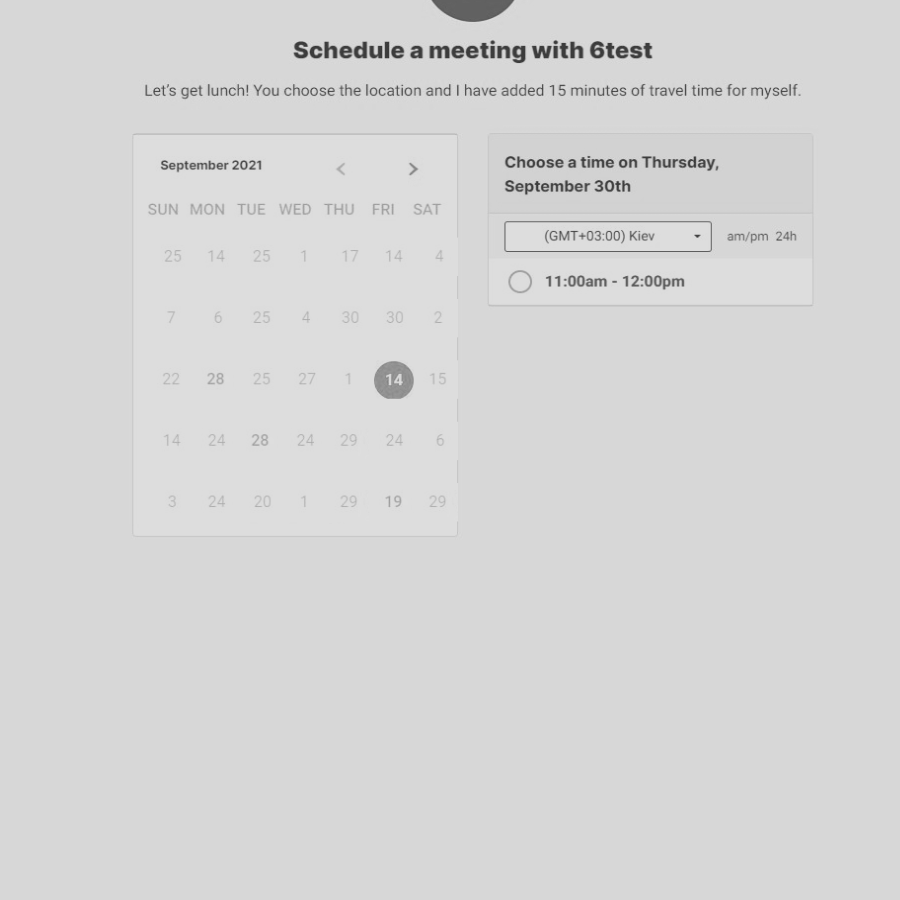 Schedule a meeting with 6test
Let's get lunch! You choose the location and I have added 15 minutes of travel time for myself.
September 2021
SUN MON TUE WED THU FRI SAT
25 14 25 1 17 14 4
7 6 25 4 30 30 2
22 28 25 27 1 14 15
14 24 28 24 29 24 6
3 24 20 1 29 19 29
Choose a time on Thursday,
September 30th
(GMT+03:00) Kiev am/pm 24h
11:00am - 12:00pm